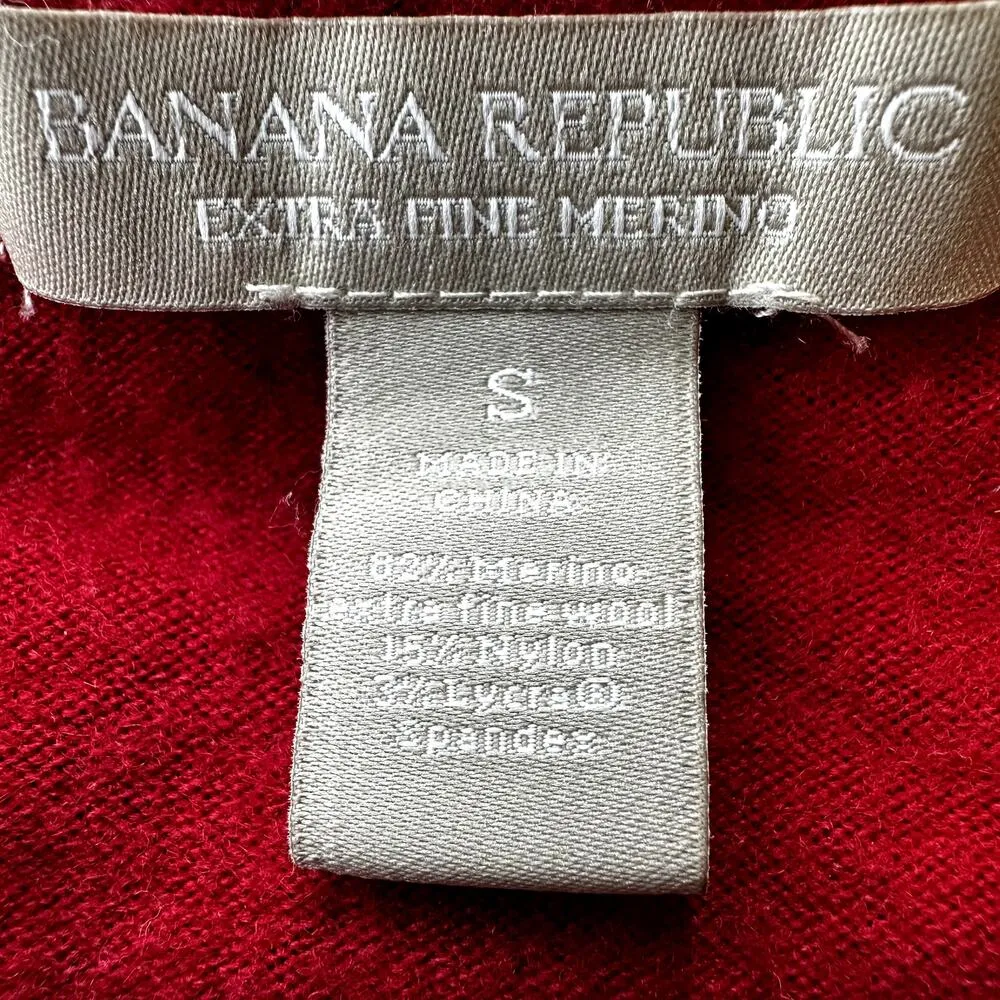 BANANA REPUBLIC
EXTRA FINE MERINO
S
MADE IN
CHINA
82% Merino
extra fine wool
15% Nylon
3% Lycra®
Spandex